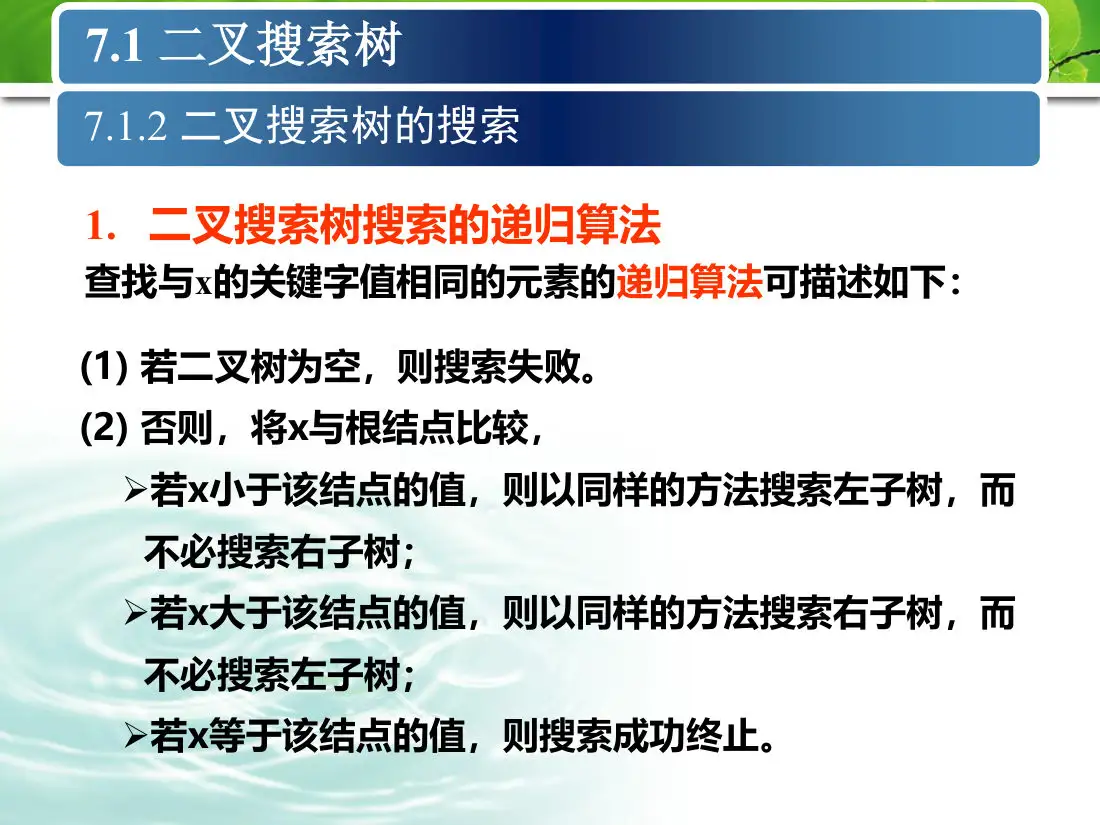 7.1 二叉搜索树
7.1.2 二叉搜索树的搜索
1. 二叉搜索树搜索的递归算法
查找与x的关键字值相同的元素的递归算法可描述如下：
(1) 若二叉树为空，则搜索失败。
(2) 否则，将x与根结点比较，
➢若x小于该结点的值，则以同样的方法搜索左子树，而
不必搜索右子树；
➢若x大于该结点的值，则以同样的方法搜索右子树，而
不必搜索左子树；
➢若x等于该结点的值，则搜索成功终止。